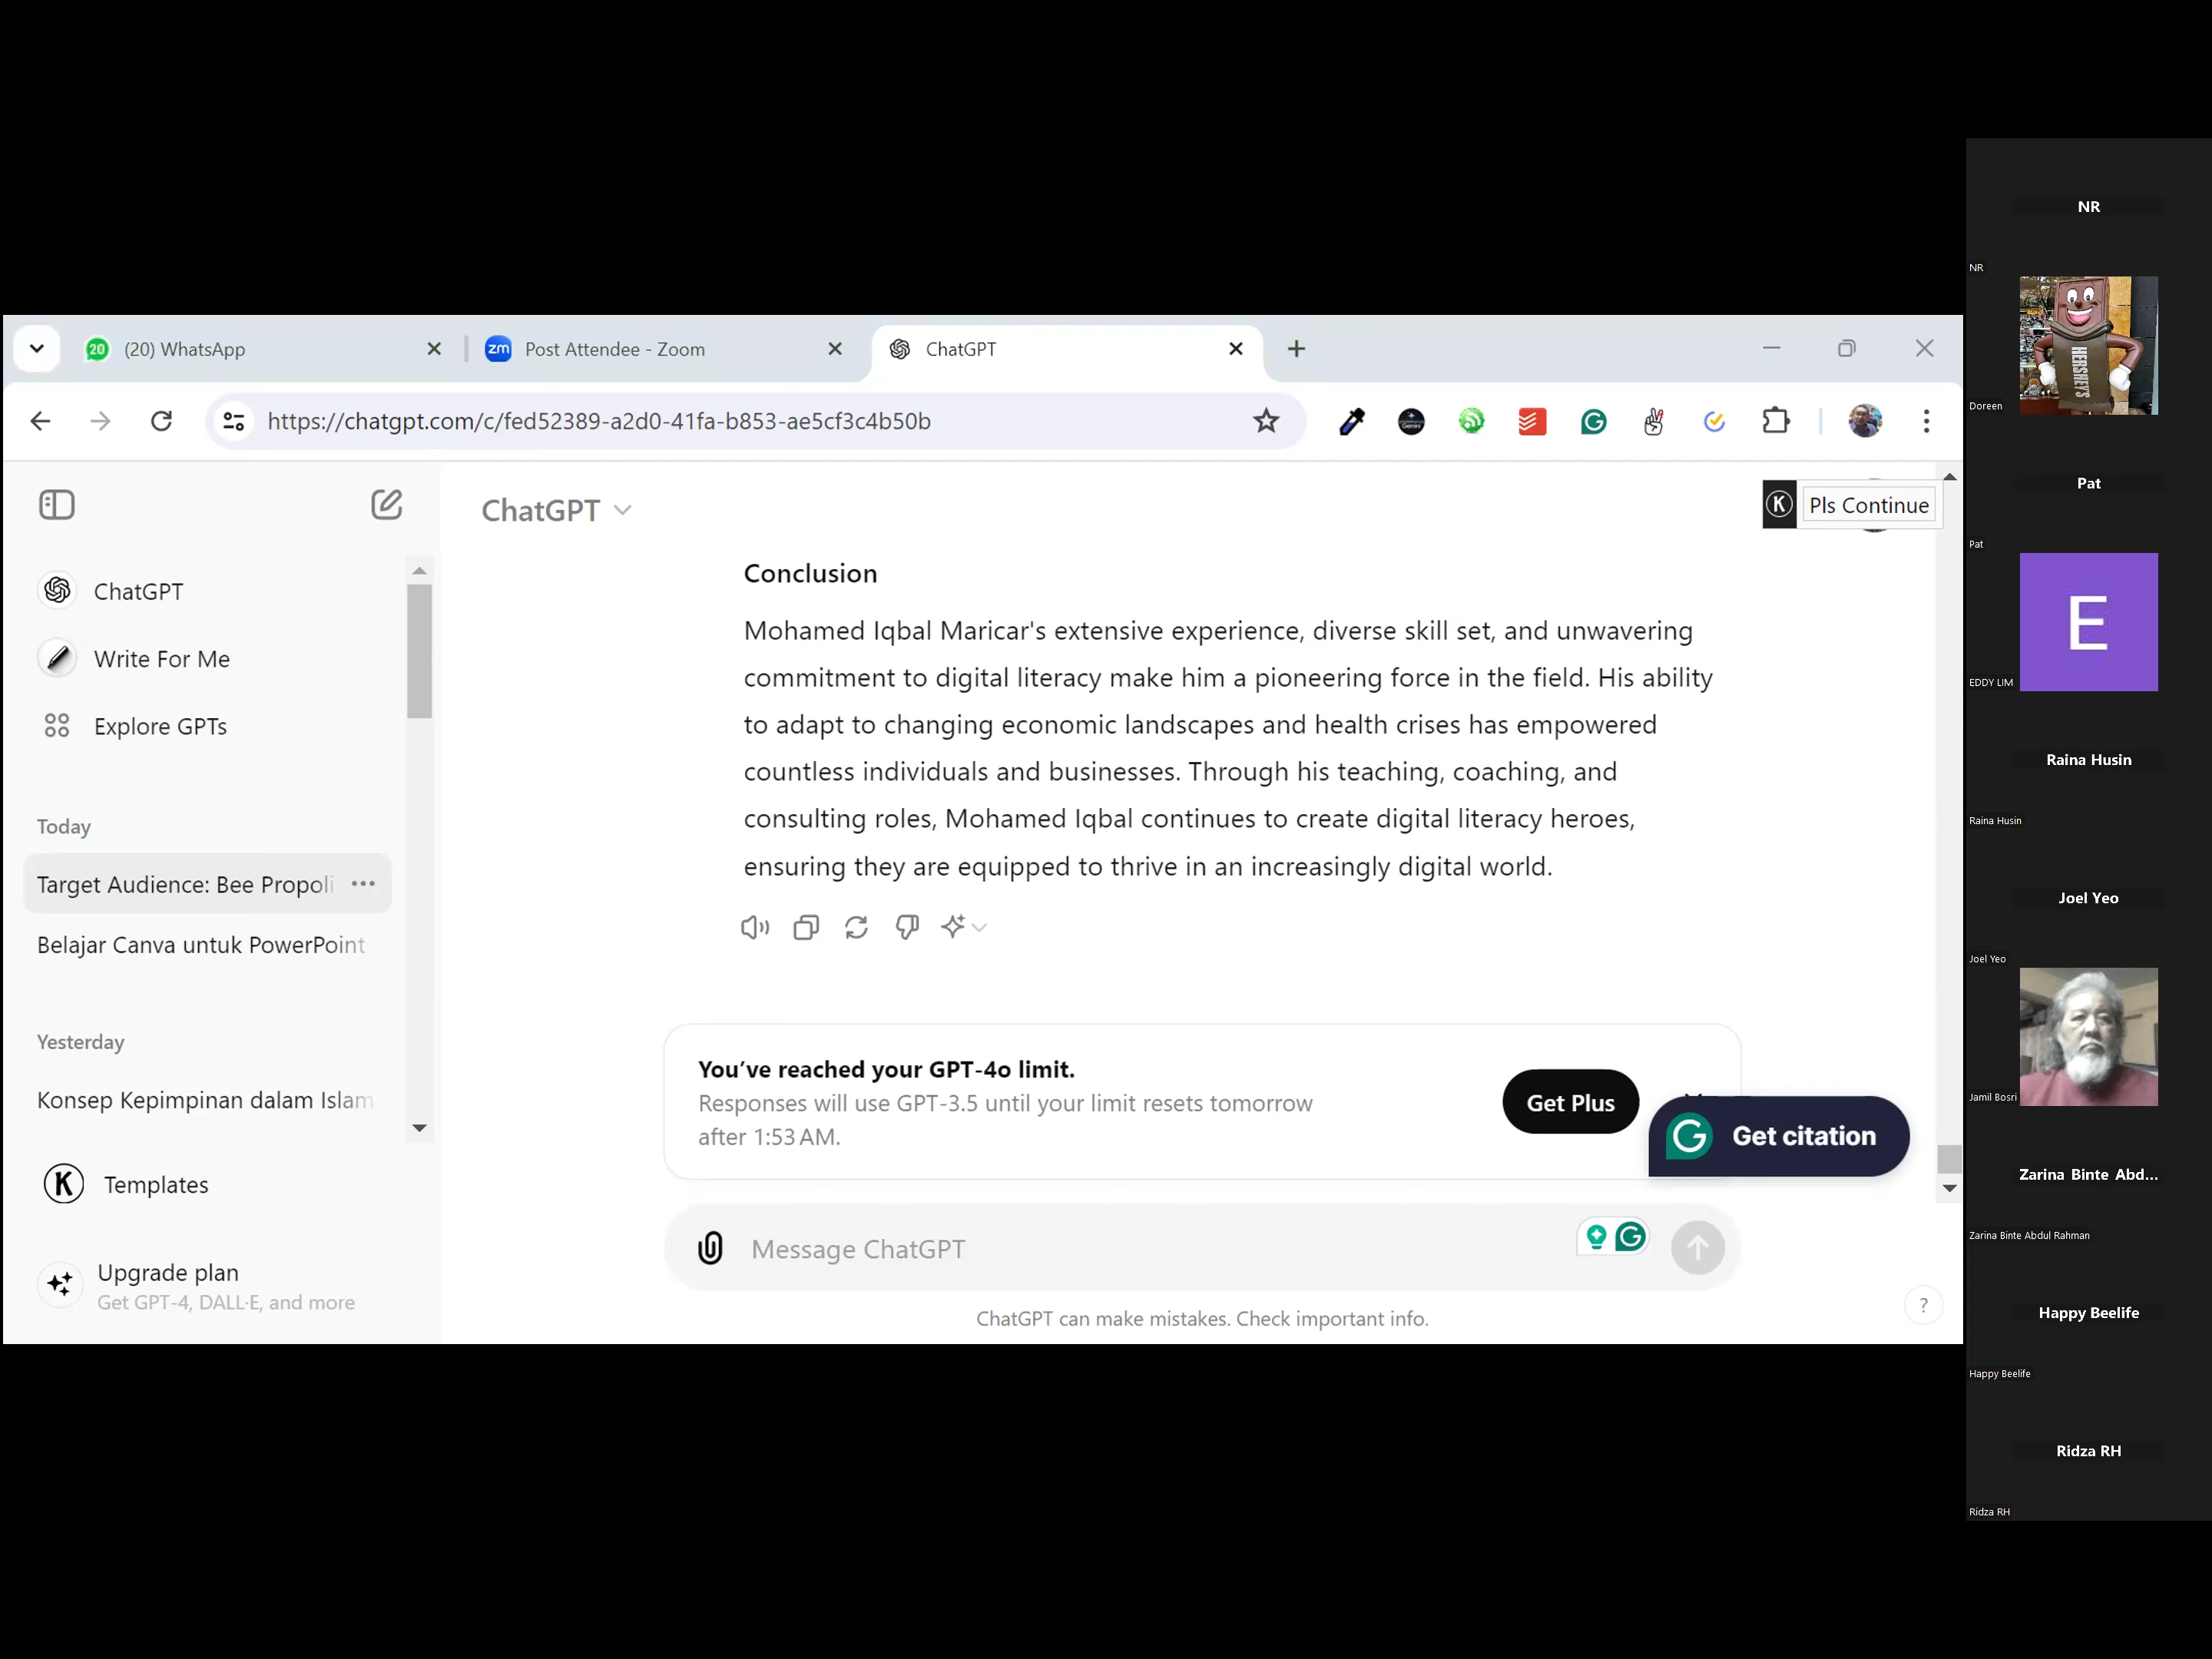 20
(20) WhatsApp
zm
Post Attendee - Zoom
ChatGPT
https://chatgpt.com/c/fed52389-a2d0-41fa-b853-ae5cf3c4b50b
ChatGPT
Write For Me
Explore GPTs
Today
Target Audience: Bee Propoli
Belajar Canva untuk PowerPoint
Yesterday
Konsep Kepimpinan dalam Islam
K
Templates
Upgrade plan
Get GPT-4, DALL·E, and more
ChatGPT
K
Pls Continue
Conclusion
Mohamed Iqbal Maricar's extensive experience, diverse skill set, and unwavering
commitment to digital literacy make him a pioneering force in the field. His ability
to adapt to changing economic landscapes and health crises has empowered
countless individuals and businesses. Through his teaching, coaching, and
consulting roles, Mohamed Iqbal continues to create digital literacy heroes,
ensuring they are equipped to thrive in an increasingly digital world.
You’ve reached your GPT-4o limit.
Responses will use GPT-3.5 until your limit resets tomorrow
after 1:53 AM.
Get Plus
Get citation
Message ChatGPT
ChatGPT can make mistakes. Check important info.
?
NR
NR
HERSHEY'S
Doreen
Pat
Pat
E
EDDY LIM
Raina Husin
Raina Husin
Joel Yeo
Joel Yeo
Jamil Bosri
Zarina Binte Abd...
Zarina Binte Abdul Rahman
Happy Beelife
Happy Beelife
Ridza RH
Ridza RH